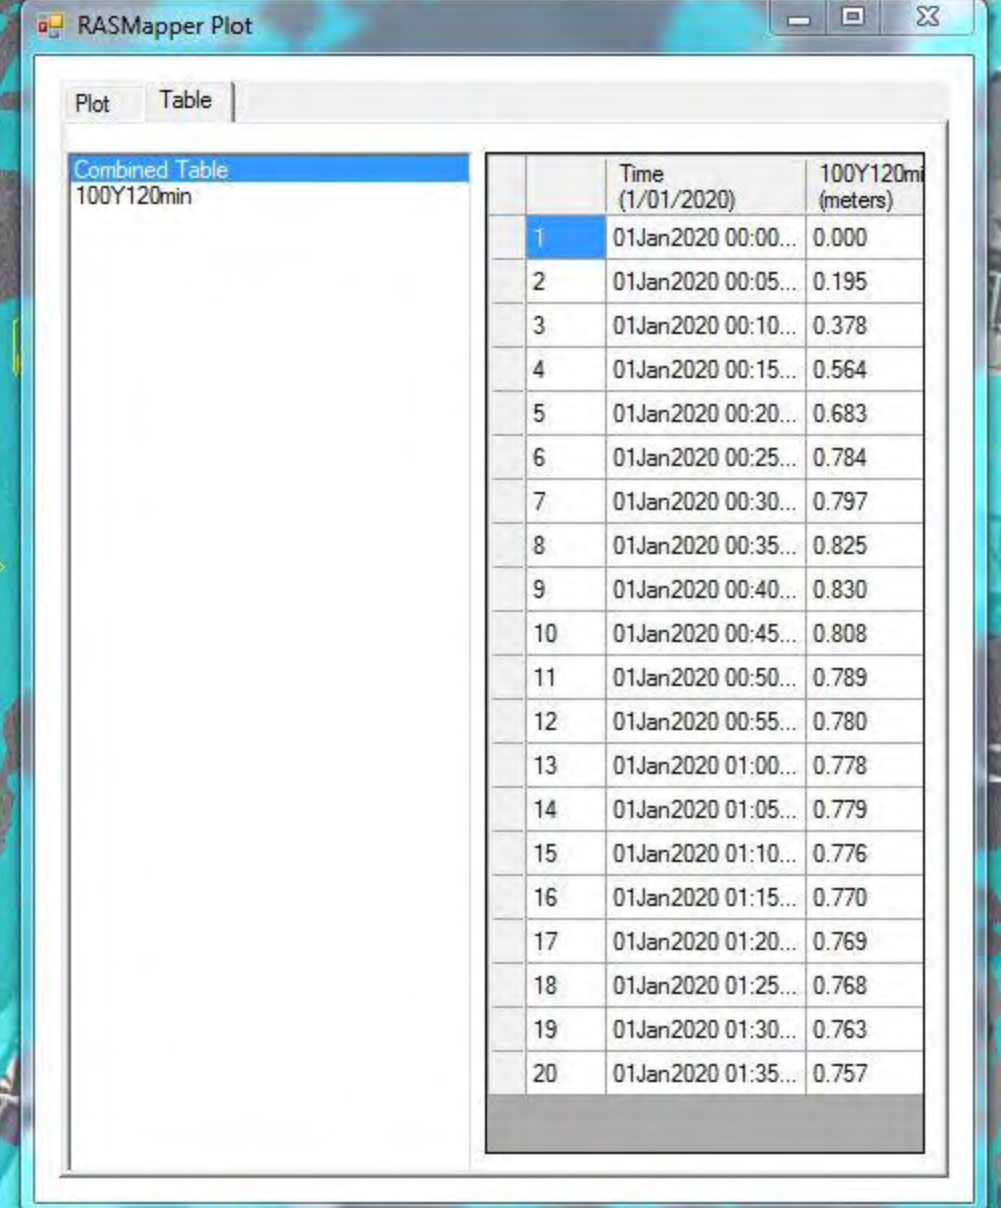 RASMapper Plot
Plot Table
Combined Table
100Y120min
Time 100Y120mi
(1/01/2020) (meters)
1 01Jan2020 00:00... 0.000
2 01Jan2020 00:05... 0.195
3 01Jan2020 00:10... 0.378
4 01Jan2020 00:15... 0.564
5 01Jan2020 00:20... 0.683
6 01Jan2020 00:25... 0.784
7 01Jan2020 00:30... 0.797
8 01Jan2020 00:35... 0.825
9 01Jan2020 00:40... 0.830
10 01Jan2020 00:45... 0.808
11 01Jan2020 00:50... 0.789
12 01Jan2020 00:55... 0.780
13 01Jan2020 01:00... 0.778
14 01Jan2020 01:05... 0.779
15 01Jan2020 01:10... 0.776
16 01Jan2020 01:15... 0.770
17 01Jan2020 01:20... 0.769
18 01Jan2020 01:25... 0.768
19 01Jan2020 01:30... 0.763
20 01Jan2020 01:35... 0.757